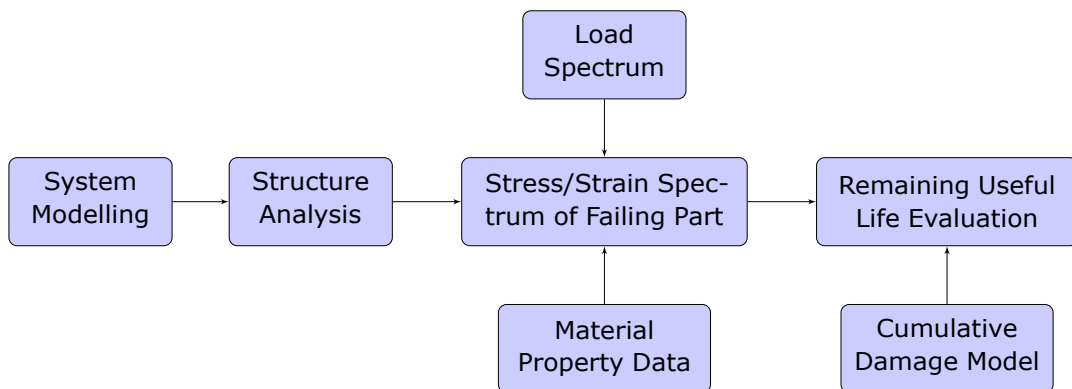 Load
Spectrum
System
Modelling
Structure
Analysis
Stress/Strain Spec-
trum of Failing Part
Remaining Useful
Life Evaluation
Material
Property Data
Cumulative
Damage Model